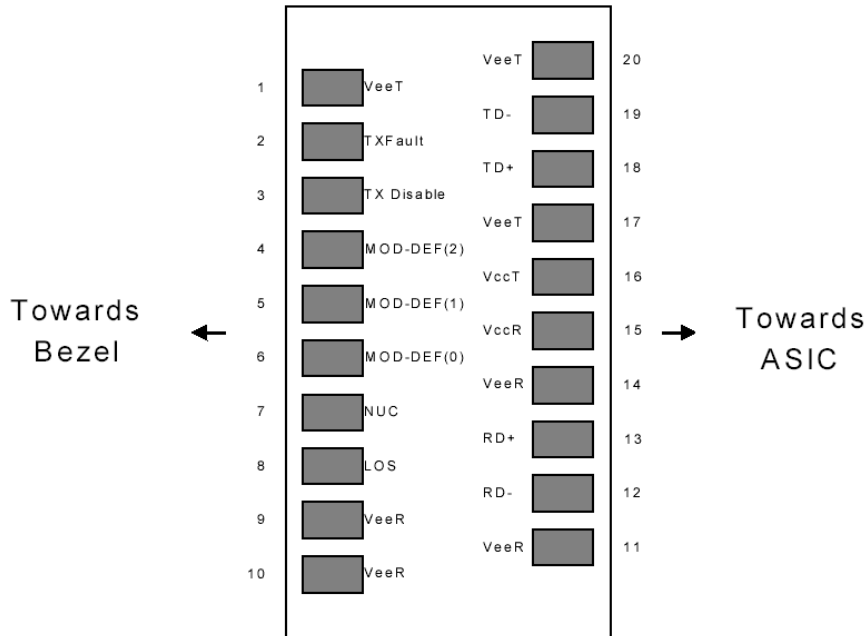 VeeT 20
1 VeeT
TD- 19
2 TXFault
TD+ 18
3 TX Disable
VeeT 17
4 MOD-DEF(2)
VccT 16
5 MOD-DEF(1)
Towards
Bezel
VccR 15
Towards
ASIC
6 MOD-DEF(0)
VeeR 14
7 NUC
RD+ 13
8 LOS
RD- 12
9 VeeR
VeeR 11
10 VeeR